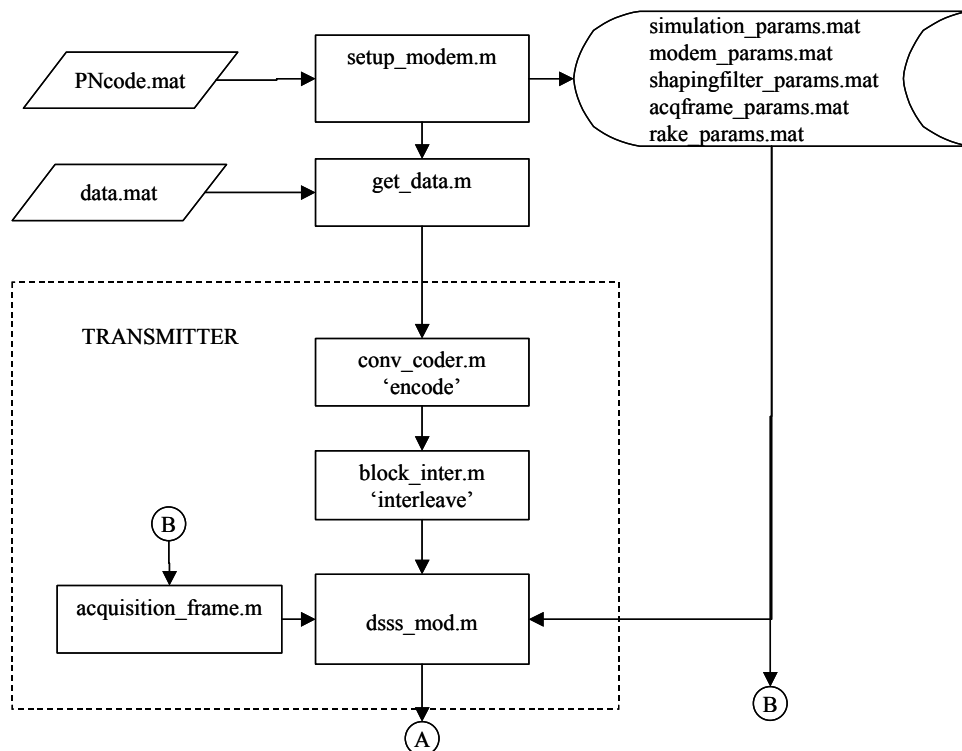 simulation_params.mat
modem_params.mat
shapingfilter_params.mat
acqframe_params.mat
rake_params.mat
setup_modem.m
PNcode.mat
get_data.m
data.mat
TRANSMITTER
conv_coder.m
‘encode’
block_inter.m
‘interleave’
B
acquisition_frame.m
dsss_mod.m
B
A